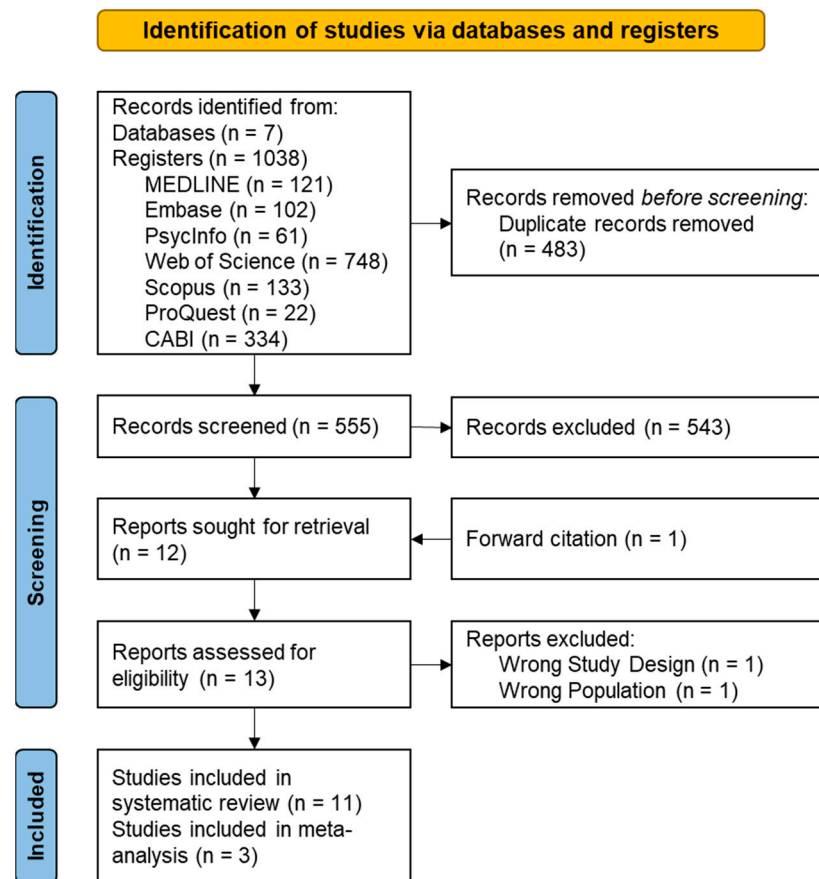 Identification of studies via databases and registers
Identification
Records identified from:
Databases (n = 7)
Registers (n = 1038)
MEDLINE (n = 121)
Embase (n = 102)
PsycInfo (n = 61)
Web of Science (n = 748)
Scopus (n = 133)
ProQuest (n = 22)
CABI (n = 334)
Records removed before screening:
Duplicate records removed
(n = 483)
Screening
Records screened (n = 555)
Records excluded (n = 543)
Reports sought for retrieval
(n = 12)
Forward citation (n = 1)
Reports assessed for
eligibility (n = 13)
Reports excluded:
Wrong Study Design (n = 1)
Wrong Population (n = 1)
Included
Studies included in
systematic review (n = 11)
Studies included in meta-
analysis (n = 3)